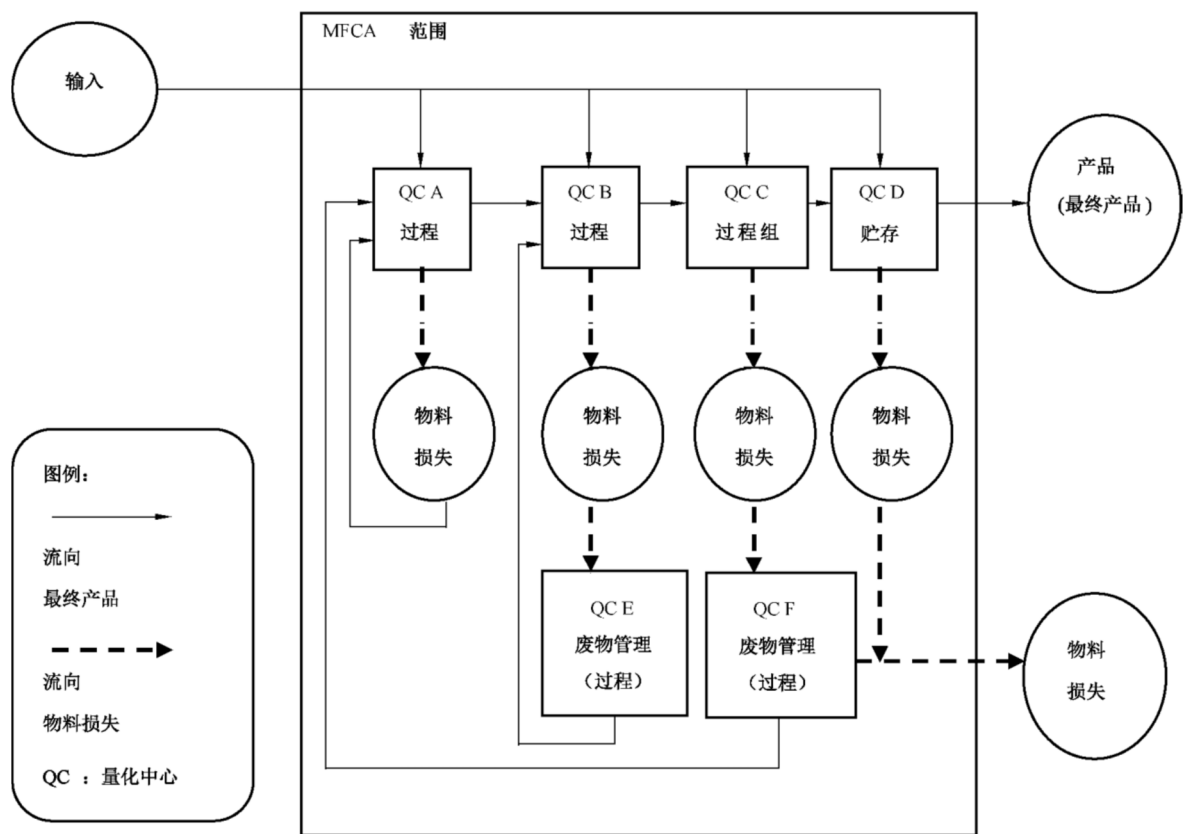 MFCA 范围
输入
QC A
过程
QC B
过程
QC C
过程组
QC D
贮存
产品
(最终产品)
物料
损失
物料
损失
物料
损失
物料
损失
图例：
流向
最终产品
流向
物料损失
QC ：量化中心
QC E
废物管理
（过程）
QC F
废物管理
（过程）
物料
损失